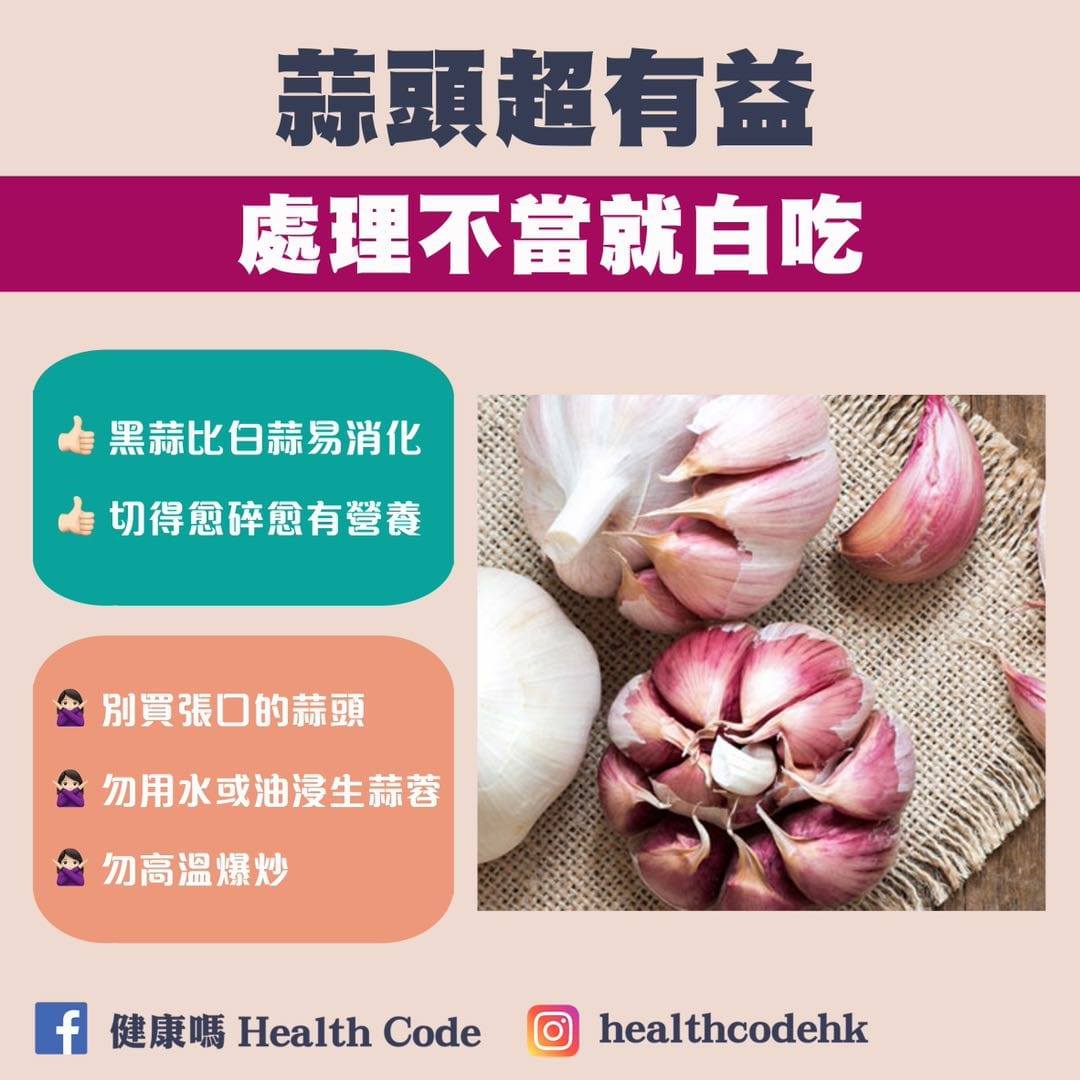 蒜頭超有益
處理不當就白吃
黑蒜比白蒜易消化
切得愈碎愈有營養
別買張口的蒜頭
勿用水或油浸生蒜蓉
勿高溫爆炒
健康嗎 Health Code
healthcodehk